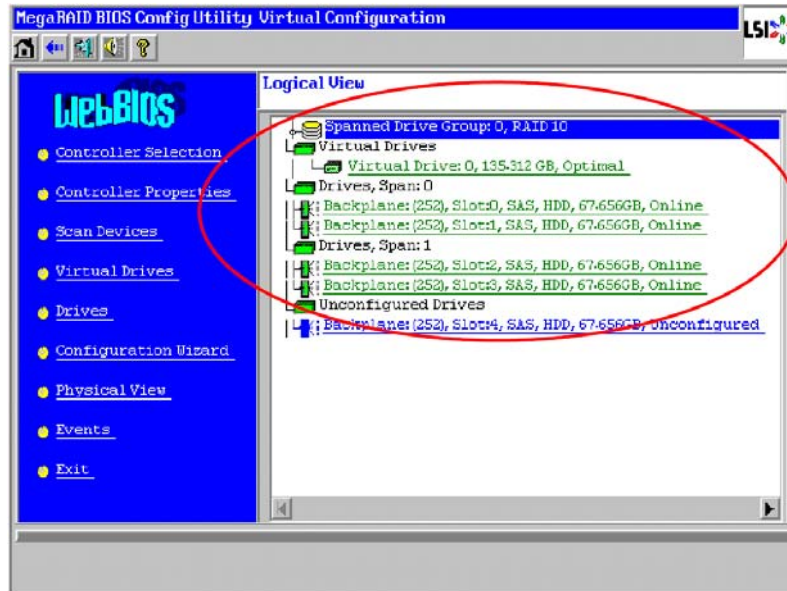 MegaRAID BIOS Config Utility Virtual Configuration
LSI
WebBIOS
Controller Selection
Controller Properties
Scan Devices
Virtual Drives
Drives
Configuration Wizard
Physical View
Events
Exit
Logical View
Spanned Drive Group: 0, RAID 10
Virtual Drives
Virtual Drive: 0, 135.312 GB, Optimal
Drives, Span: 0
Backplane: (252), Slot:0, SAS, HDD, 67.656GB, Online
Backplane: (252), Slot:1, SAS, HDD, 67.656GB, Online
Drives, Span: 1
Backplane: (252), Slot:2, SAS, HDD, 67.656GB, Online
Backplane: (252), Slot:3, SAS, HDD, 67.656GB, Online
Unconfigured Drives
Backplane: (252), Slot:4, SAS, HDD, 67.656GB, Unconfigured